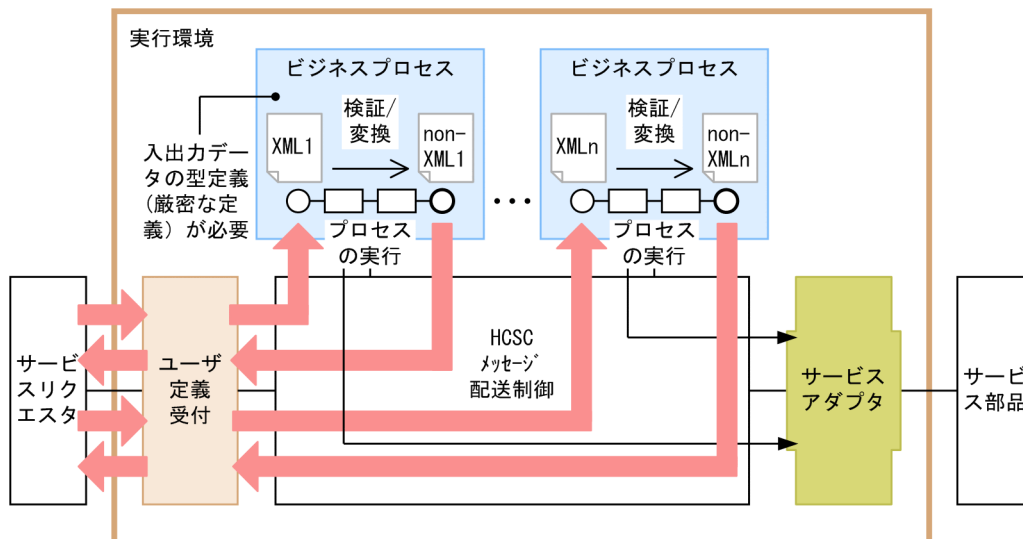 実行環境
ビジネスプロセス
検証/
変換
XML1
non-
XML1
プロセス
の実行
入出力デー
タの型定義
（厳密な定
義）が必要
…
ビジネスプロセス
検証/
変換
XMLn
non-
XMLn
プロセス
の実行
サービ
スリク
エスタ
ユーザ
定義
受付
HCSC
ﾒｯｾｰｼﾞ
配送制御
サービス
アダプタ
サービ
ス部品